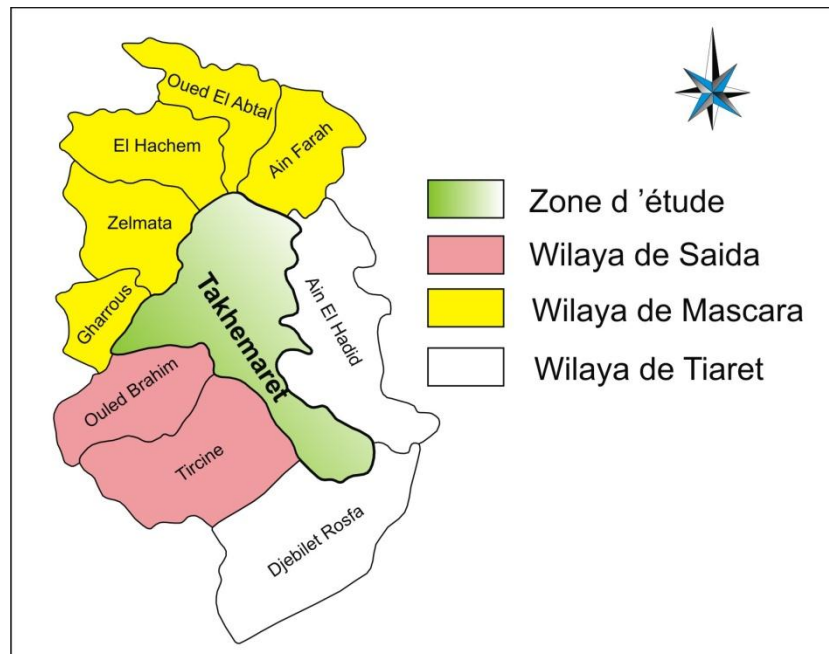 Oued El Abtal
El Hachem
Ain Farah
Zelmata
Gharrous
Takhemaret
Ain El Hadid
Ouled Brahim
Tircine
Djebilet Rosfa
Zone d ’étude
Wilaya de Saida
Wilaya de Mascara
Wilaya de Tiaret